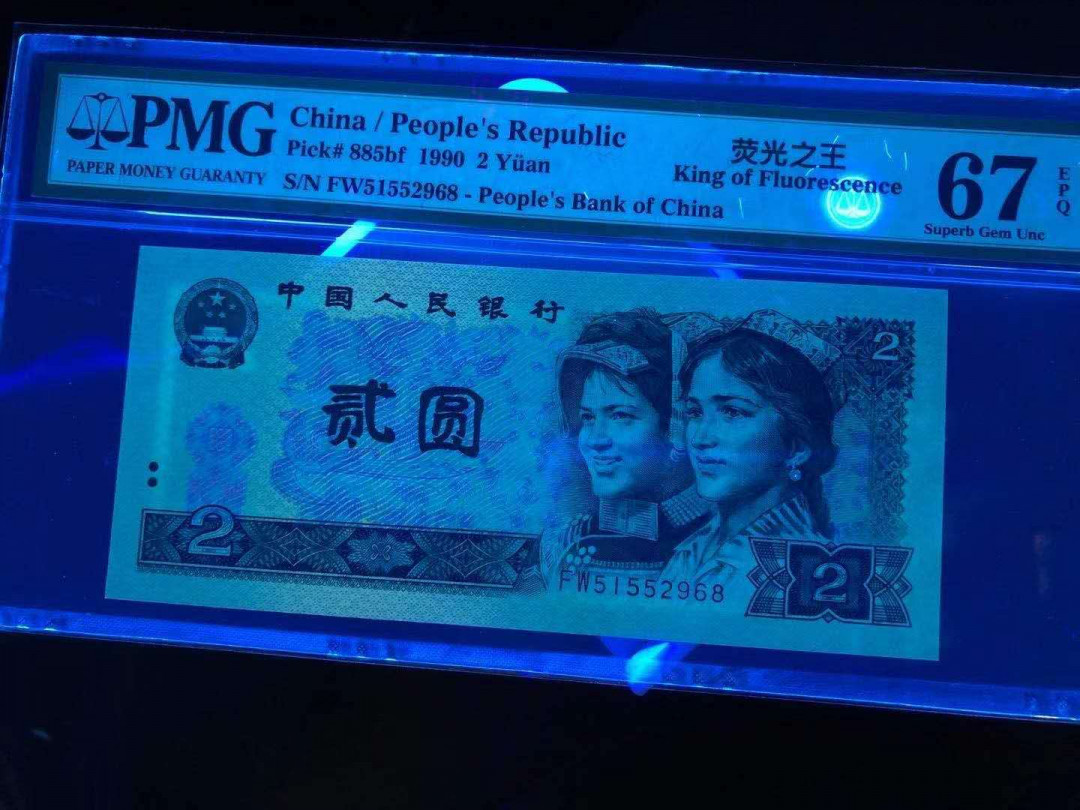 PMG
PAPER MONEY GUARANTY
China / People's Republic
Pick# 885bf 1990 2 Yüan
S/N FW51552968 - People's Bank of China
荧光之王
King of Fluorescence
67
EPQ
Superb Gem Unc
中国人民银行
2
贰圆
2
FW51552968
2